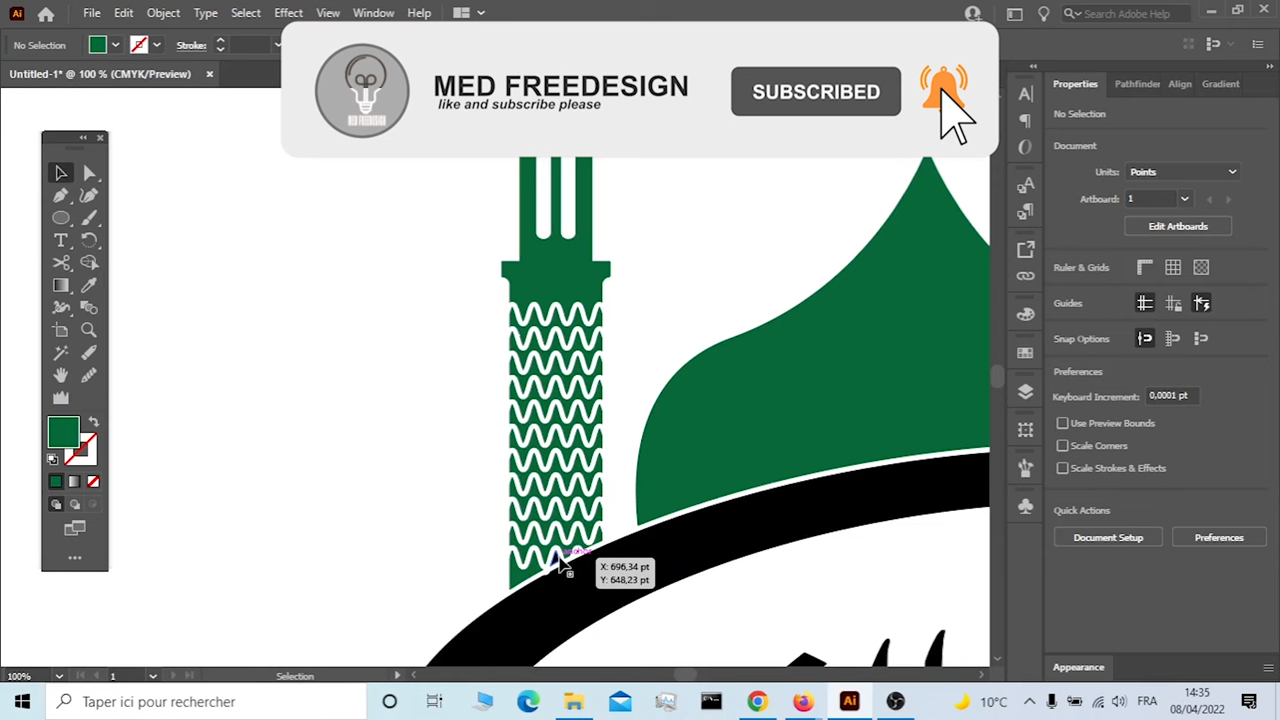 Ai File Edit Object Type Select Effect View Window Help Search Adobe Help
No Selection Stroke:
Untitled-1* @ 100 % (CMYK/Preview)
MED FREEDESIGN
like and subscribe please
SUBSCRIBED
MED FREEDESIGN
Properties Pathfinder Align Gradient
No Selection
Document
Units: Points
Artboard: 1
Edit Artboards
Ruler & Grids
Guides
Snap Options
Preferences
Keyboard Increment: 0,0001 pt
Use Preview Bounds
Scale Corners
Scale Strokes & Effects
Quick Actions
Document Setup Preferences
Appearance
X: 696,34 pt
Y: 648,23 pt
100% 1 Selection
Taper ici pour rechercher
Ai
10°C
FRA
14:35
08/04/2022